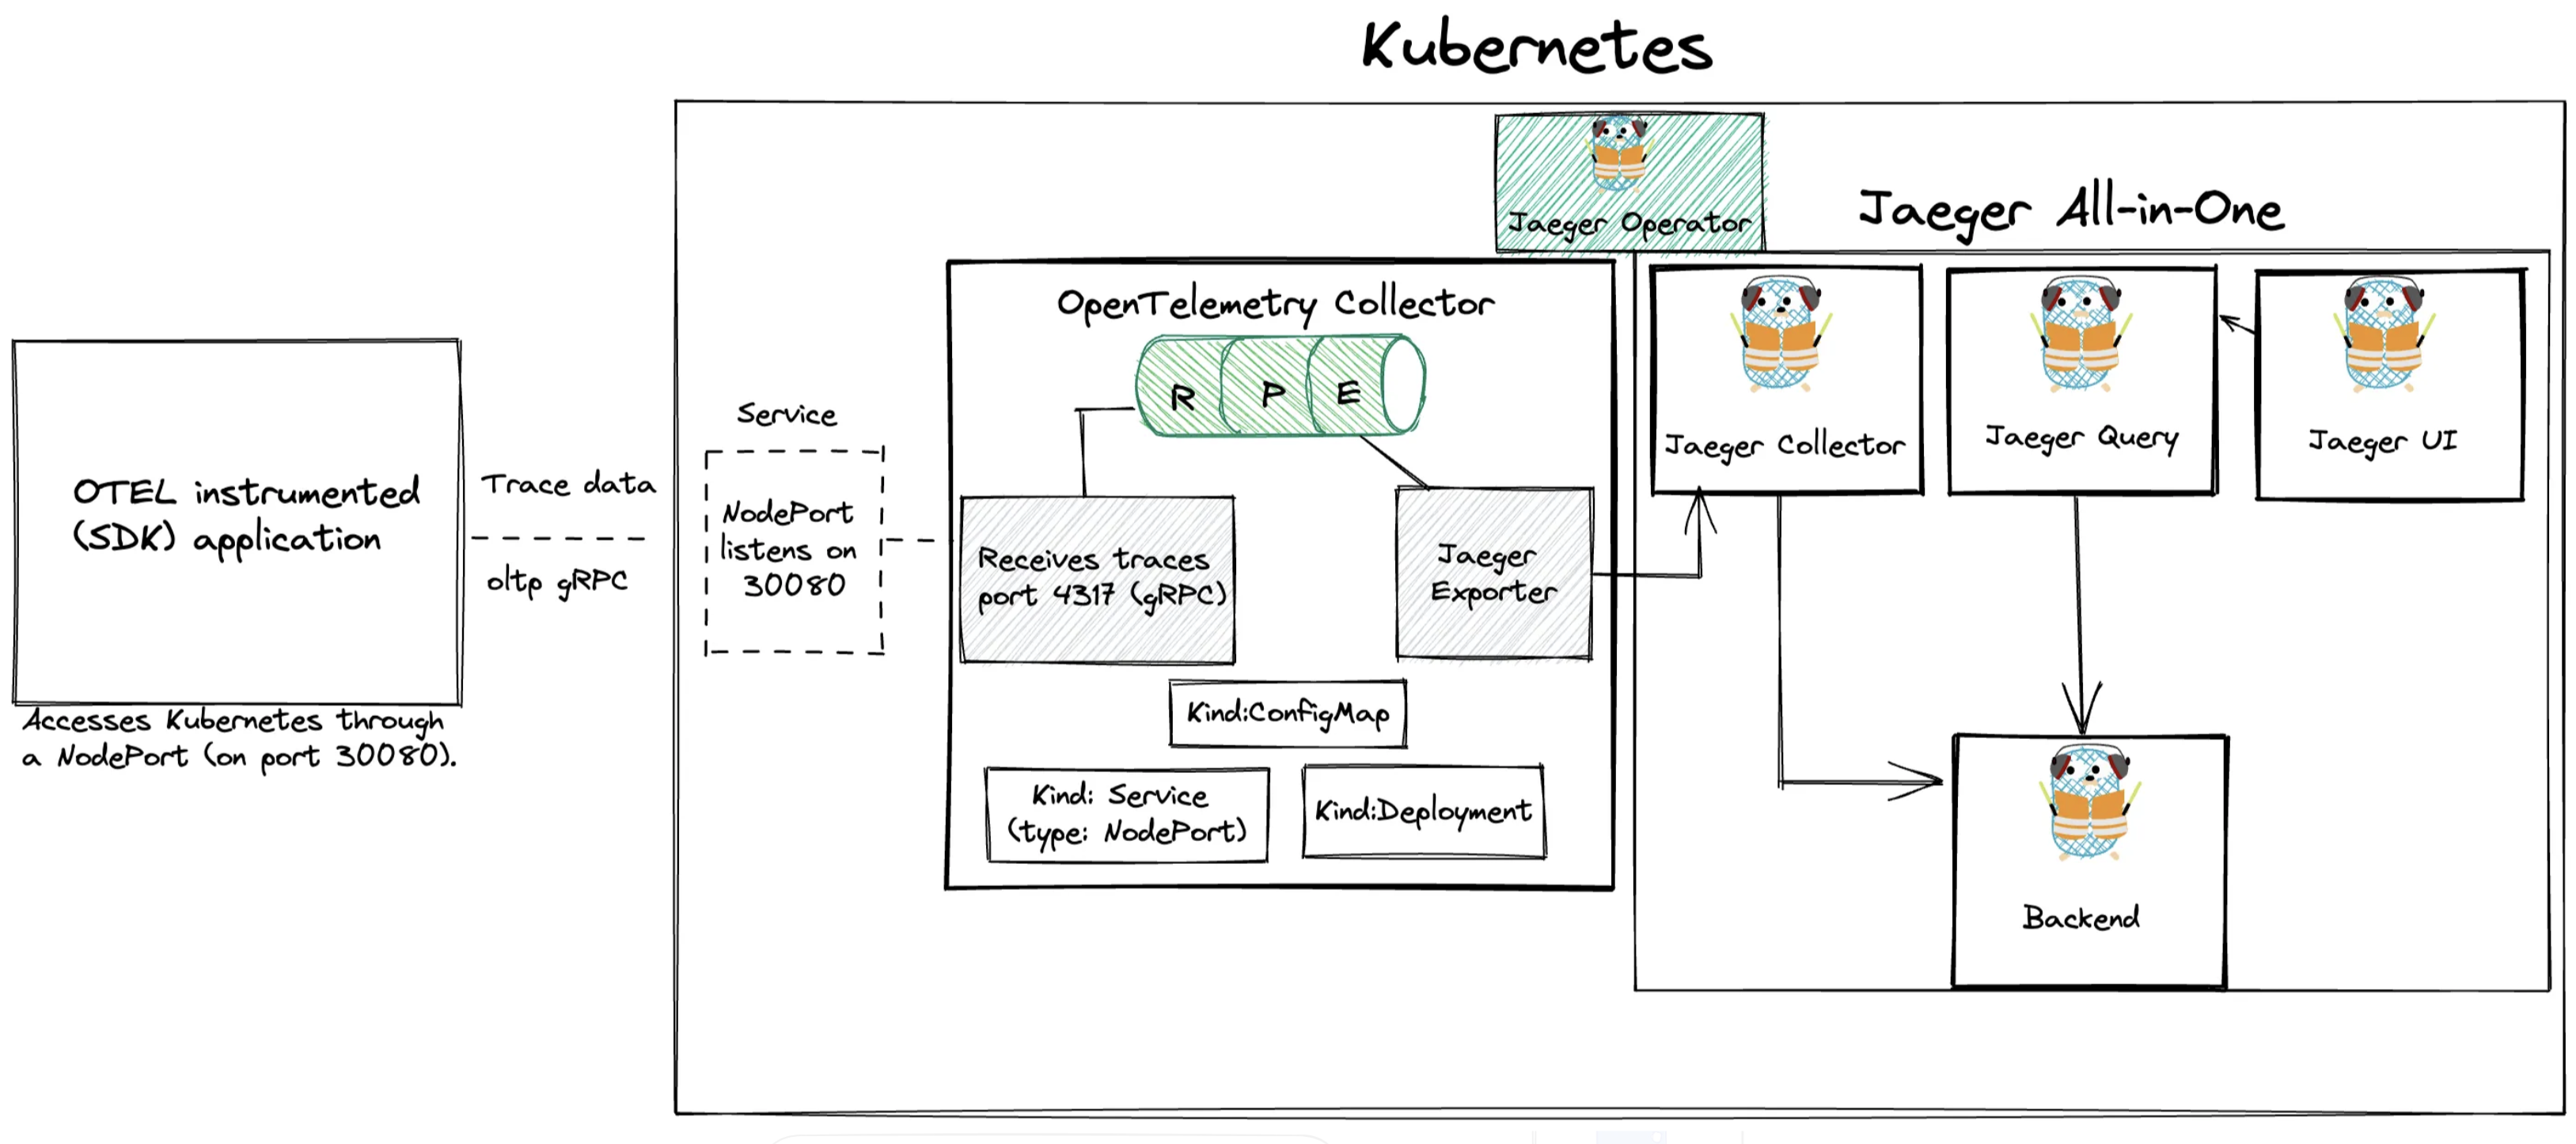 Kubernetes
Jaeger Operator
Jaeger All-in-One
OpenTelemetry Collector
R P E
Service
NodePort
listens on
30080
OTEL instrumented
(SDK) application
Trace data
oltp gRPC
Accesses Kubernetes through
a NodePort (on port 30080).
Receives traces
port 4317 (gRPC)
Jaeger
Exporter
Kind:ConfigMap
Kind: Service
(type: NodePort)
Kind:Deployment
Jaeger Collector
Jaeger Query
Jaeger UI
Backend